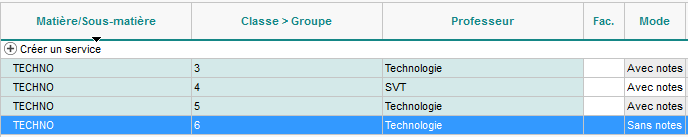 Matière/Sous-matière Classe > Groupe Professeur Fac. Mode
Créer un service
TECHNO 3 Technologie Avec notes
TECHNO 4 SVT Avec notes
TECHNO 5 Technologie Avec notes
TECHNO 6 Technologie Sans notes